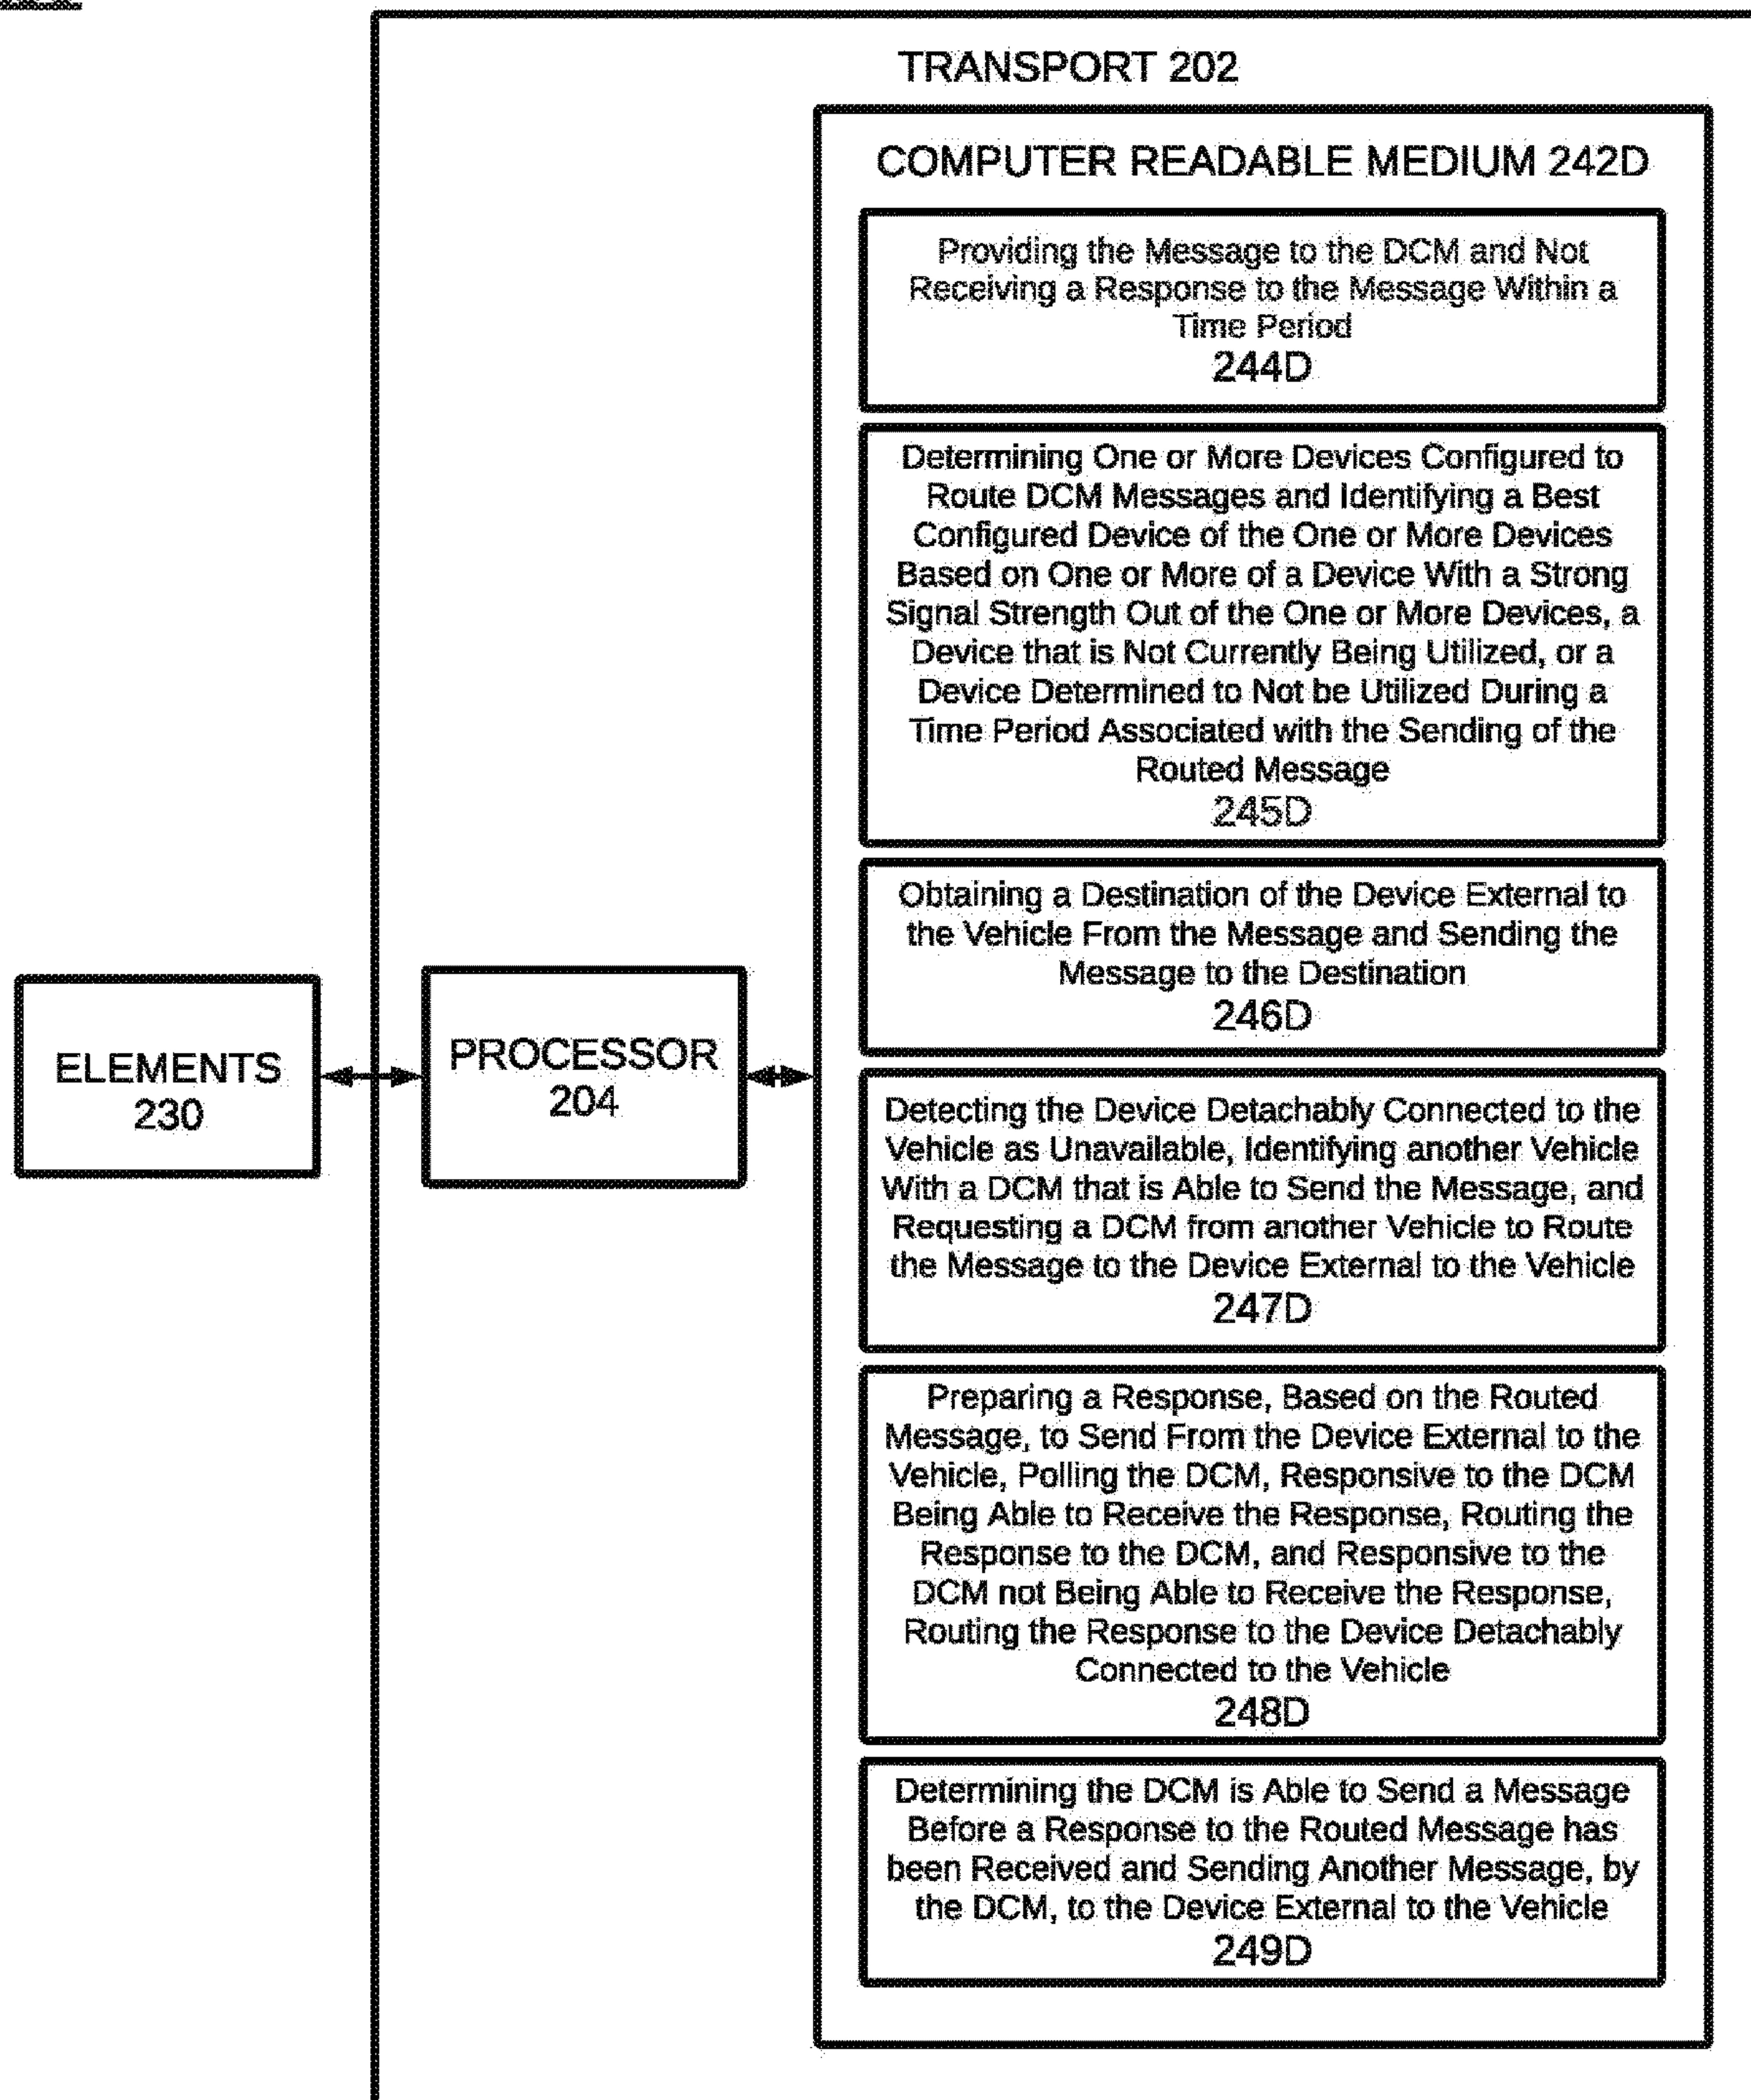 TRANSPORT 202
COMPUTER READABLE MEDIUM 242D
Providing the Message to the DCM and Not
Receiving a Response to the Message Within a
Time Period
244D
Determining One or More Devices Configured to
Route DCM Messages and Identifying a Best
Configured Device of the One or More Devices
Based on One or More of a Device With a Strong
Signal Strength Out of the One or More Devices, a
Device that is Not Currently Being Utilized, or a
Device Determined to Not be Utilized During a
Time Period Associated with the Sending of the
Routed Message
245D
Obtaining a Destination of the Device External to
the Vehicle From the Message and Sending the
Message to the Destination
246D
ELEMENTS
230
PROCESSOR
204
Detecting the Device Detachably Connected to the
Vehicle as Unavailable, Identifying another Vehicle
With a DCM that is Able to Send the Message, and
Requesting a DCM from another Vehicle to Route
the Message to the Device External to the Vehicle
247D
Preparing a Response, Based on the Routed
Message, to Send From the Device External to the
Vehicle, Polling the DCM, Responsive to the DCM
Being Able to Receive the Response, Routing the
Response to the DCM, and Responsive to the
DCM not Being Able to Receive the Response,
Routing the Response to the Device Detachably
Connected to the Vehicle
248D
Determining the DCM is Able to Send a Message
Before a Response to the Routed Message has
been Received and Sending Another Message, by
the DCM, to the Device External to the Vehicle
249D